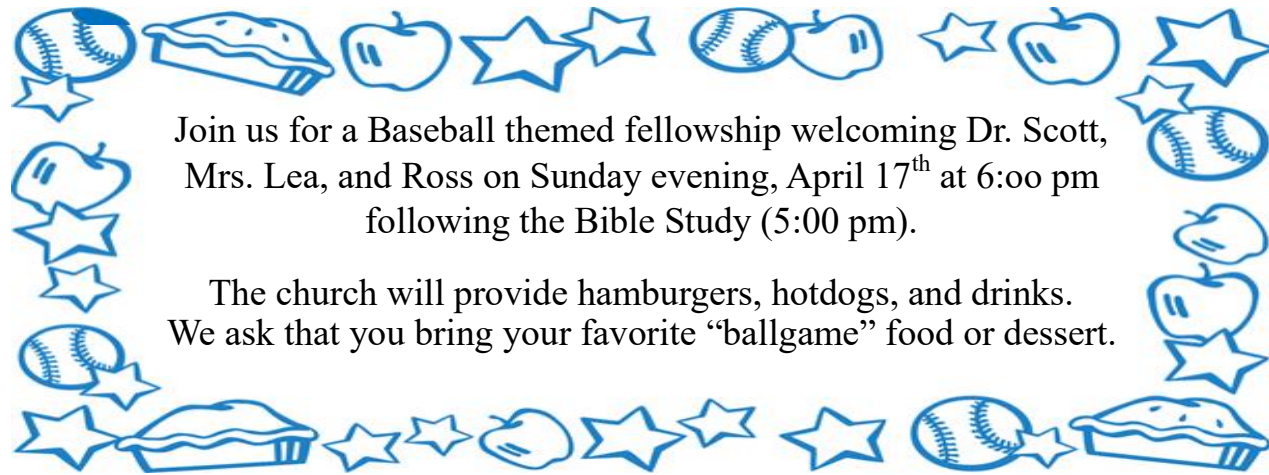 Join us for a Baseball themed fellowship welcoming Dr. Scott,
Mrs. Lea, and Ross on Sunday evening, April 17th at 6:oo pm
following the Bible Study (5:00 pm).
The church will provide hamburgers, hotdogs, and drinks.
We ask that you bring your favorite “ballgame” food or dessert.